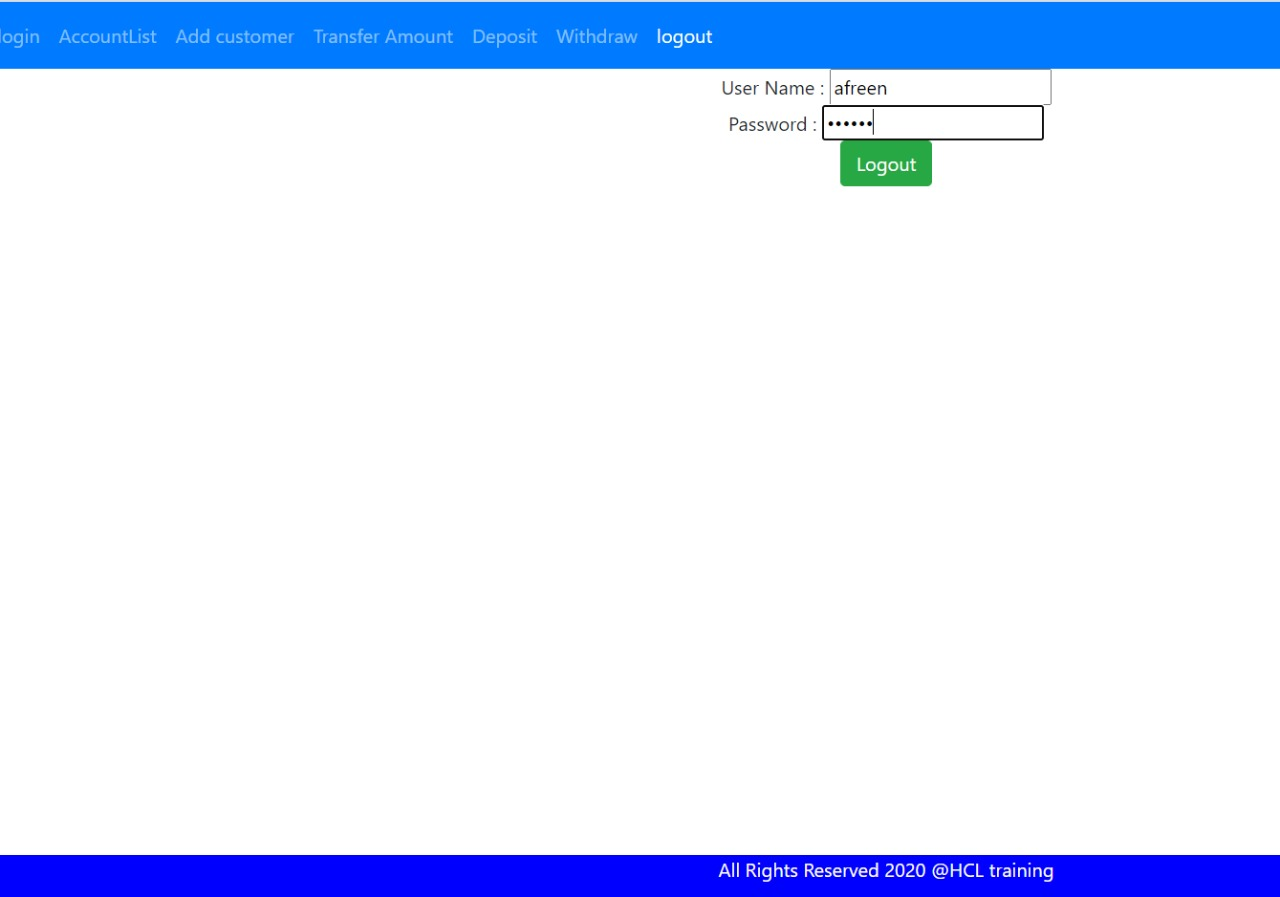 login AccountList Add customer Transfer Amount Deposit Withdraw logout
User Name : afreen
Password : ••••••
Logout
All Rights Reserved 2020 @HCL training